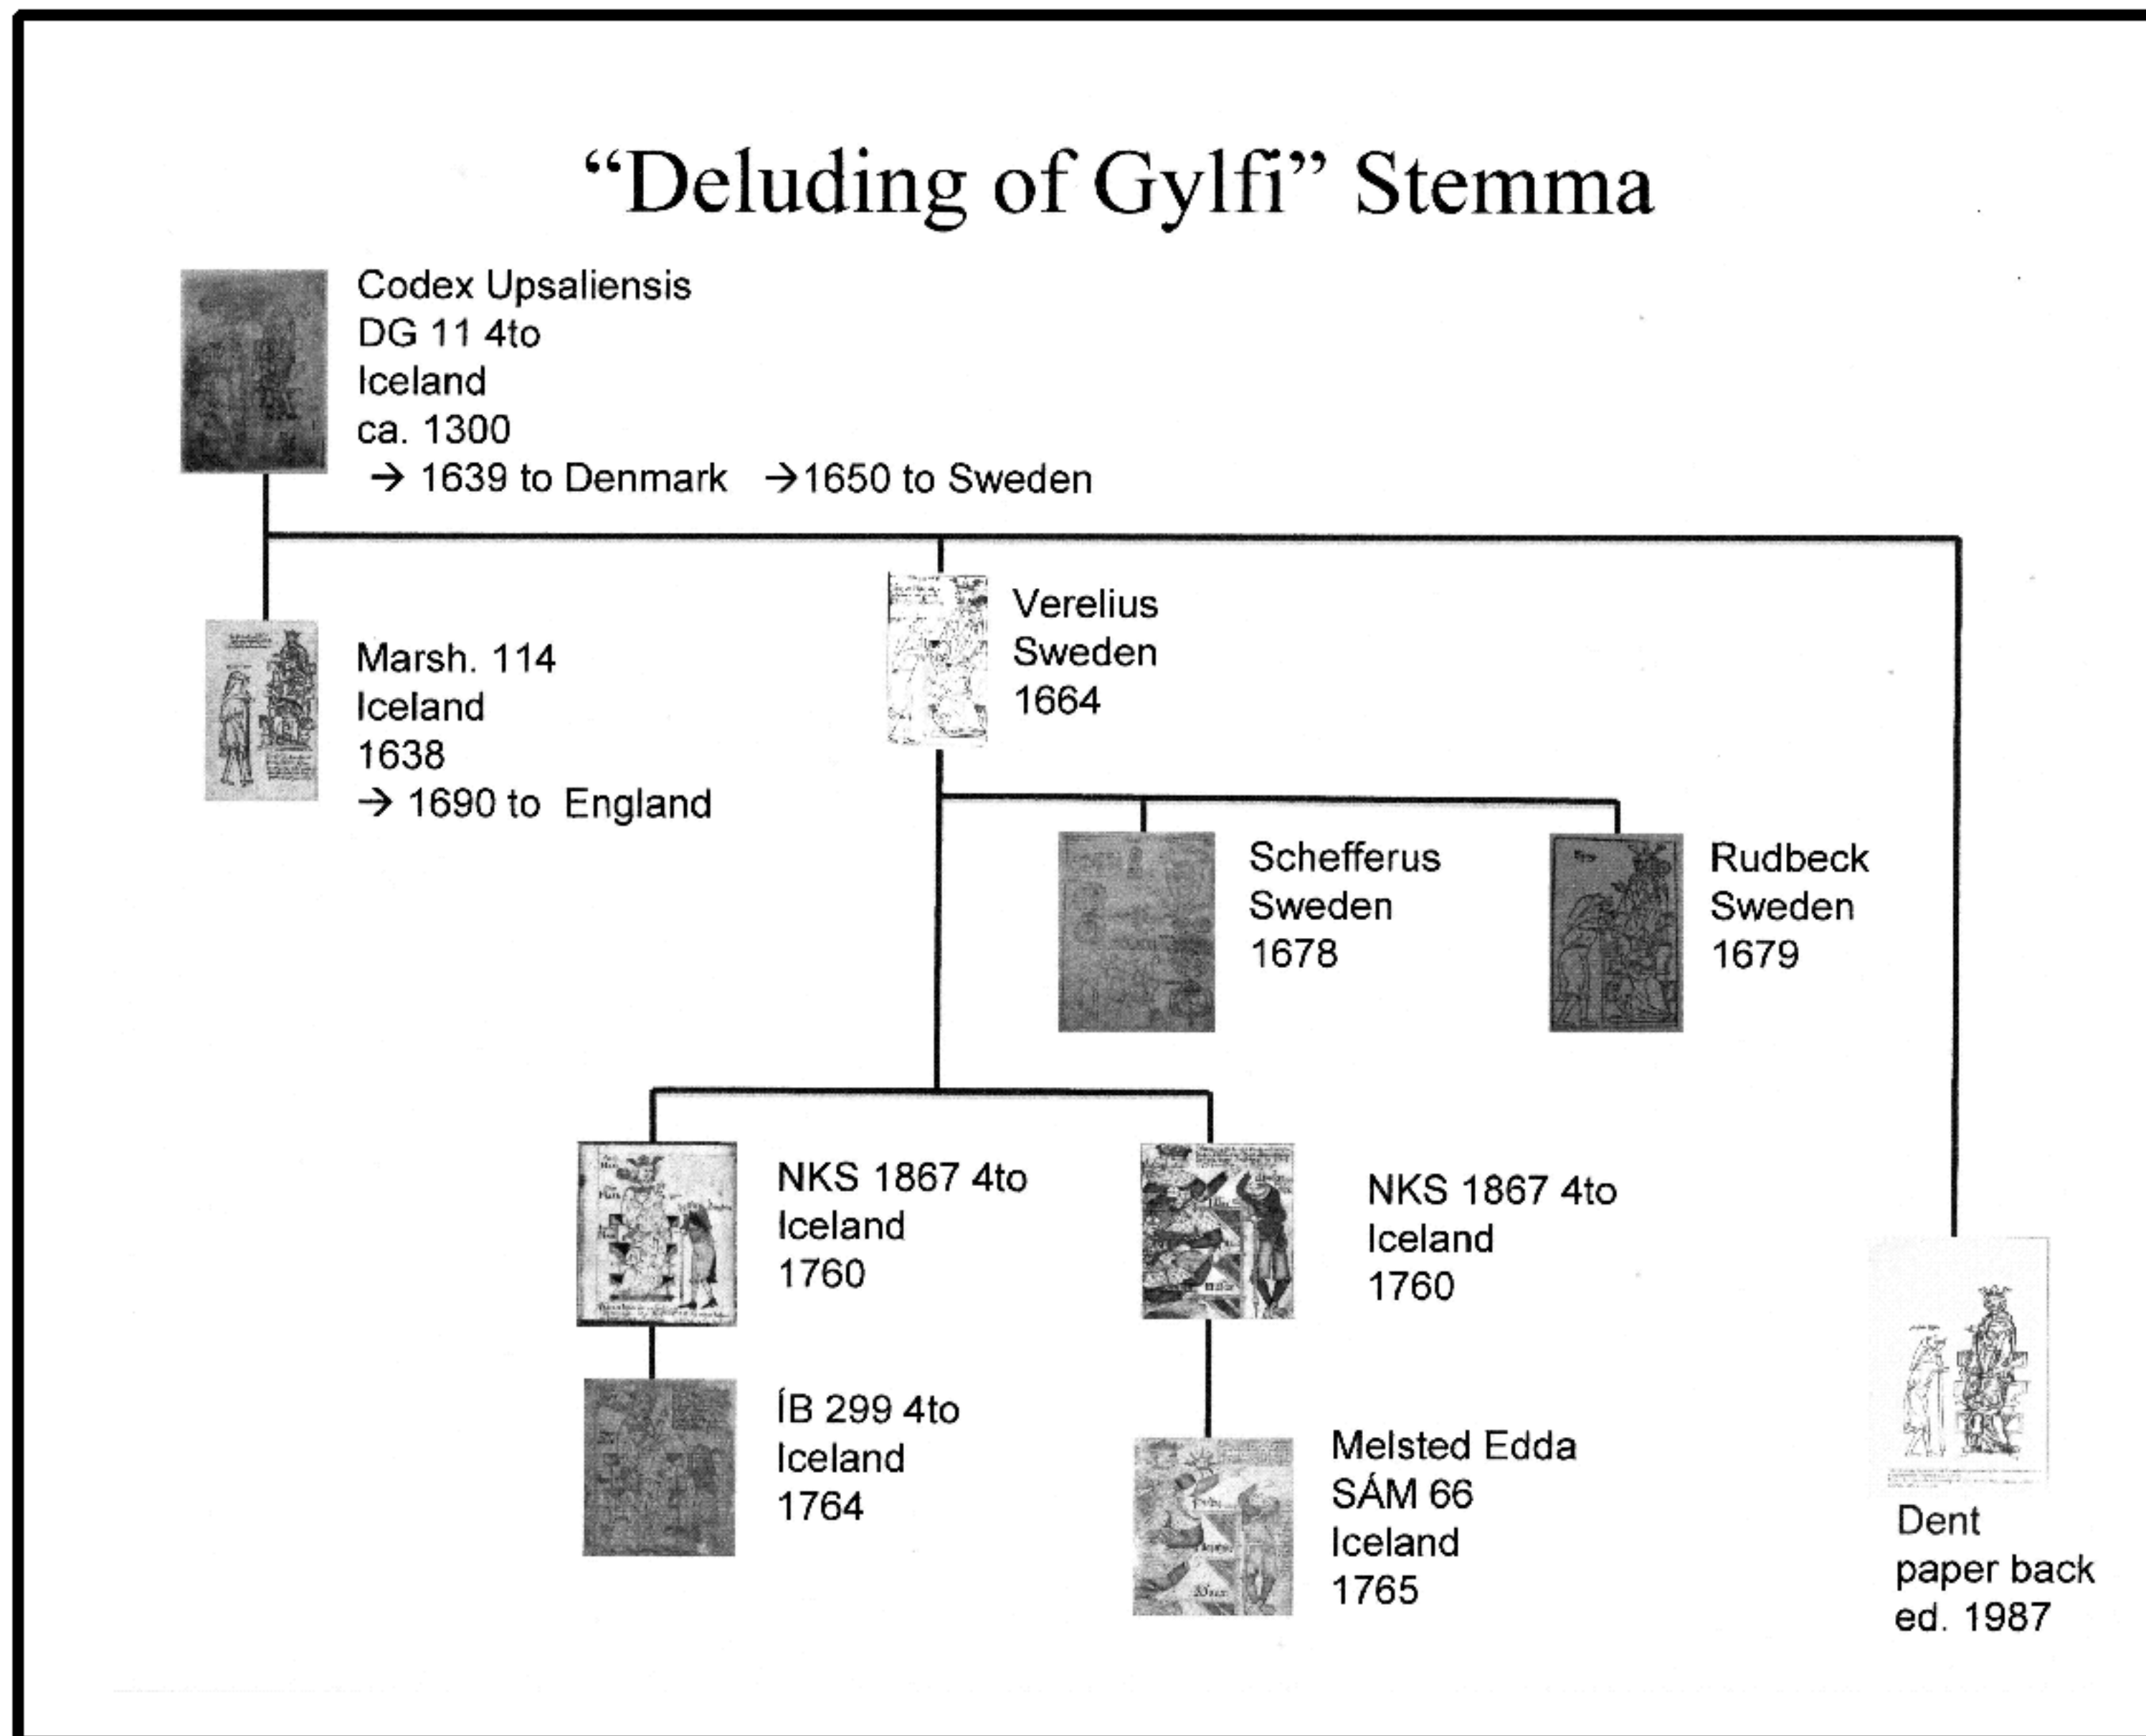 “Deluding of Gylfi” Stemma
Codex Upsaliensis
DG 11 4to
Iceland
ca. 1300
→ 1639 to Denmark →1650 to Sweden
Marsh. 114
Iceland
1638
→ 1690 to England
Verelius
Sweden
1664
Schefferus
Sweden
1678
Rudbeck
Sweden
1679
NKS 1867 4to
Iceland
1760
NKS 1867 4to
Iceland
1760
ÍB 299 4to
Iceland
1764
Melsted Edda
SÁM 66
Iceland
1765
Dent
paper back
ed. 1987